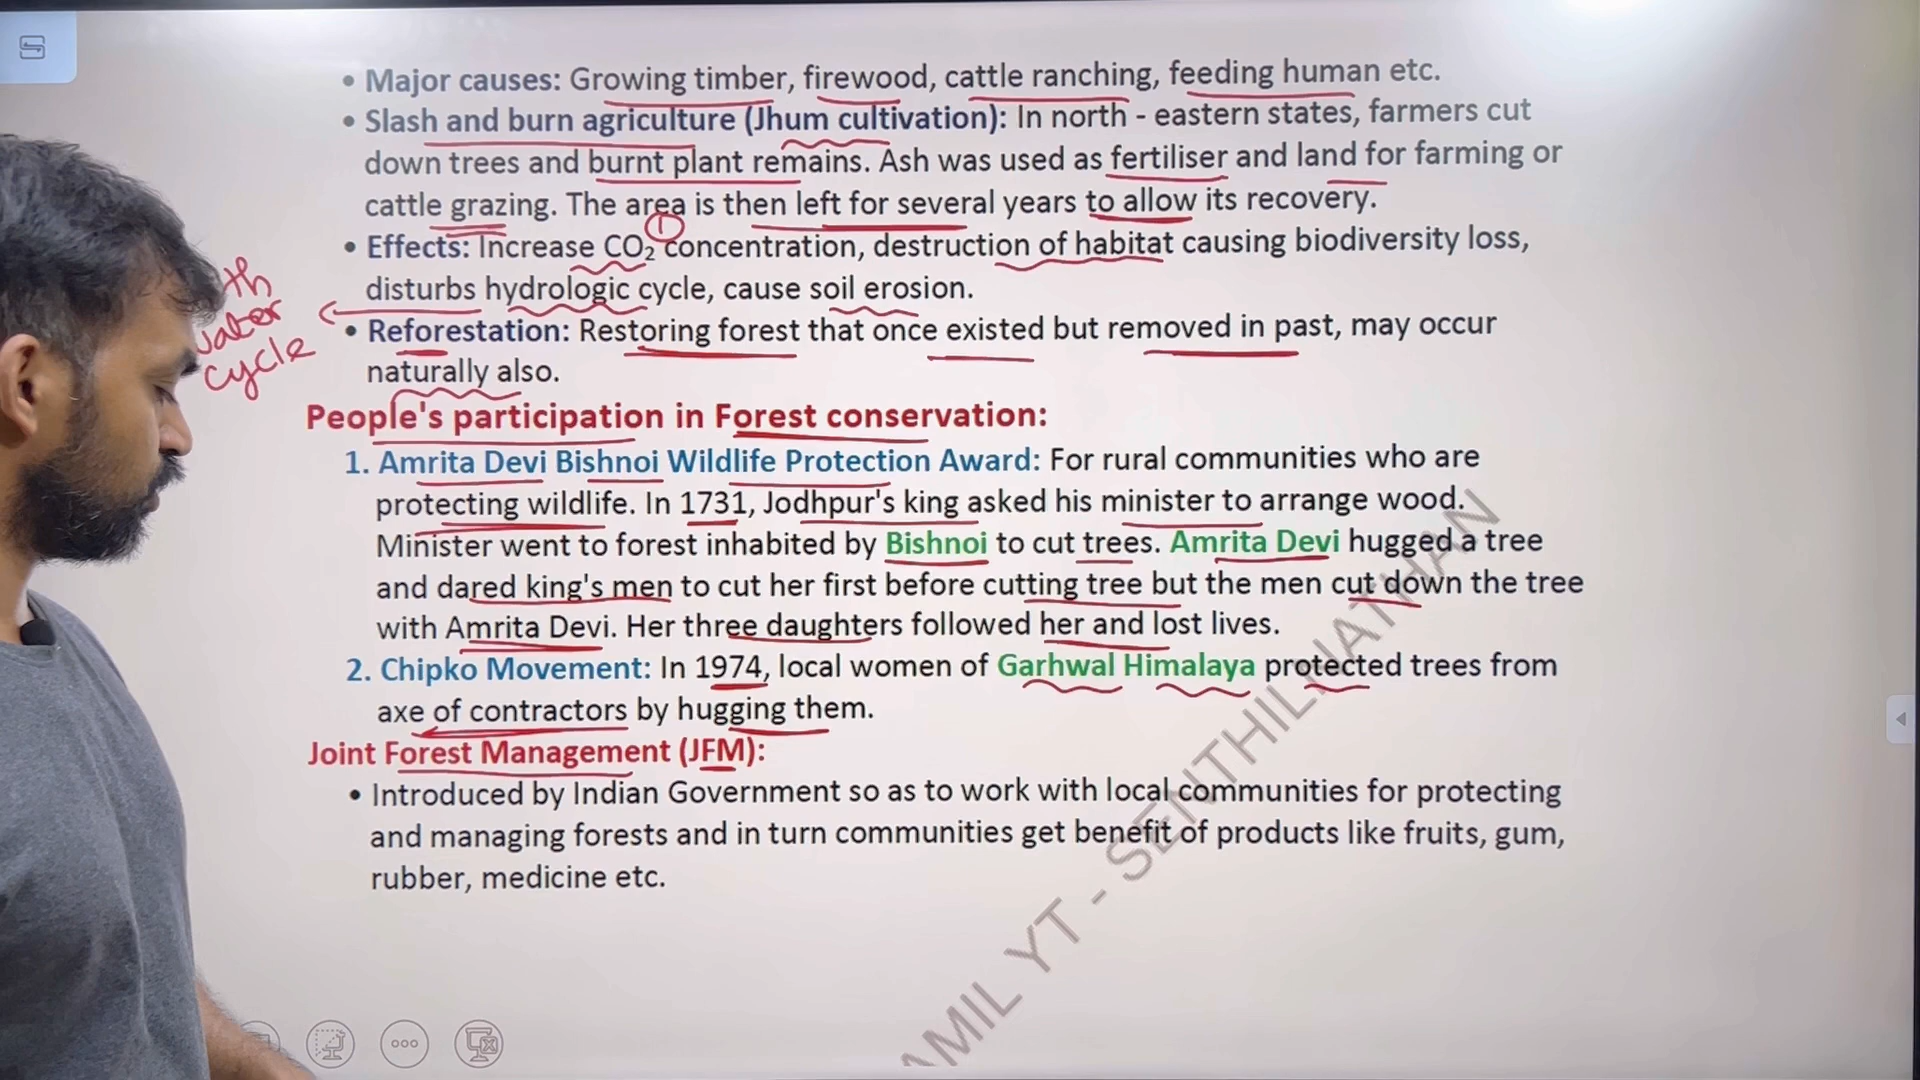 • Major causes: Growing timber, firewood, cattle ranching, feeding human etc.
• Slash and burn agriculture (Jhum cultivation): In north - eastern states, farmers cut
down trees and burnt plant remains. Ash was used as fertiliser and land for farming or
cattle grazing. The area is then left for several years to allow its recovery.
1
• Effects: Increase CO₂ concentration, destruction of habitat causing biodiversity loss,
disturbs hydrologic cycle, cause soil erosion.
water
cycle
• Reforestation: Restoring forest that once existed but removed in past, may occur
naturally also.
People's participation in Forest conservation:
1. Amrita Devi Bishnoi Wildlife Protection Award: For rural communities who are
protecting wildlife. In 1731, Jodhpur's king asked his minister to arrange wood.
Minister went to forest inhabited by Bishnoi to cut trees. Amrita Devi hugged a tree
and dared king's men to cut her first before cutting tree but the men cut down the tree
with Amrita Devi. Her three daughters followed her and lost lives.
2. Chipko Movement: In 1974, local women of Garhwal Himalaya protected trees from
axe of contractors by hugging them.
Joint Forest Management (JFM):
• Introduced by Indian Government so as to work with local communities for protecting
and managing forests and in turn communities get benefit of products like fruits, gum,
rubber, medicine etc.
AMIL YT - SENTHILNATHAN